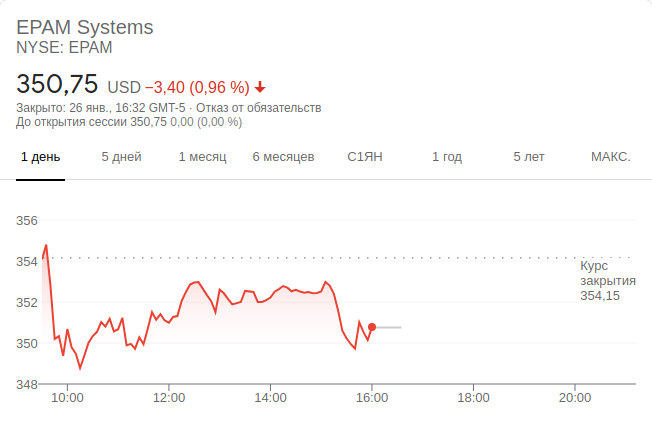 EPAM Systems
NYSE: EPAM
350,75 USD −3,40 (0,96 %)
Закрыто: 26 янв., 16:32 GMT-5 · Отказ от обязательств
До открытия сессии 350,75 0,00 (0,00 %)
1 день 5 дней 1 месяц 6 месяцев С1ЯН 1 год 5 лет МАКС.
356
354
352
350
348
Курс
закрытия
354,15
10:00 12:00 14:00 16:00 18:00 20:00